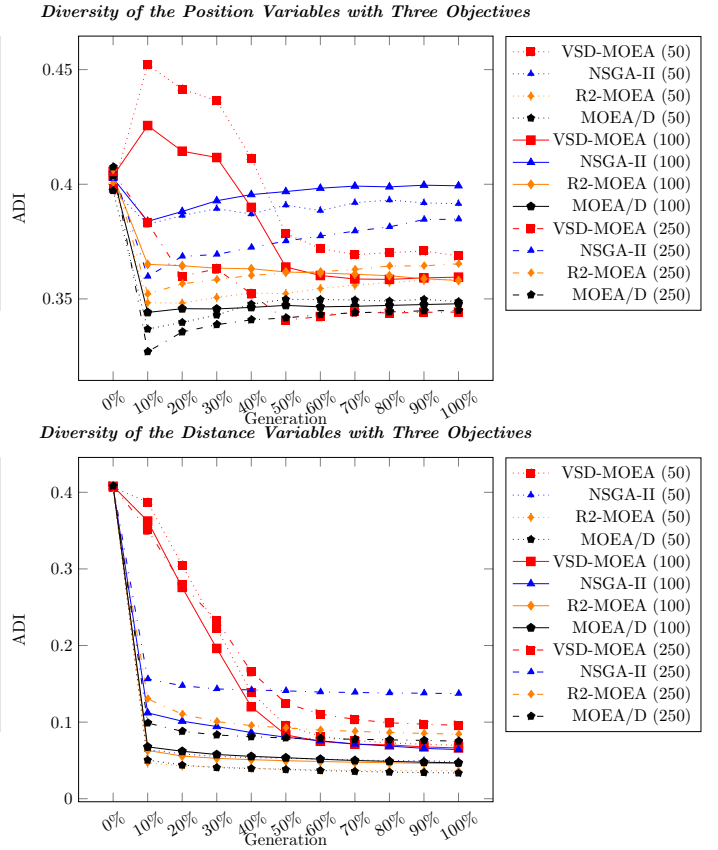 Diversity of the Position Variables with Three Objectives
0.45
0.4
0.35
ADI
0% 10% 20% 30% 40% 50% 60% 70% 80% 90% 100%
Generation
VSD-MOEA (50)
NSGA-II (50)
R2-MOEA (50)
MOEA/D (50)
VSD-MOEA (100)
NSGA-II (100)
R2-MOEA (100)
MOEA/D (100)
VSD-MOEA (250)
NSGA-II (250)
R2-MOEA (250)
MOEA/D (250)
Diversity of the Distance Variables with Three Objectives
0.4
0.3
0.2
0.1
0
ADI
0% 10% 20% 30% 40% 50% 60% 70% 80% 90% 100%
Generation
VSD-MOEA (50)
NSGA-II (50)
R2-MOEA (50)
MOEA/D (50)
VSD-MOEA (100)
NSGA-II (100)
R2-MOEA (100)
MOEA/D (100)
VSD-MOEA (250)
NSGA-II (250)
R2-MOEA (250)
MOEA/D (250)